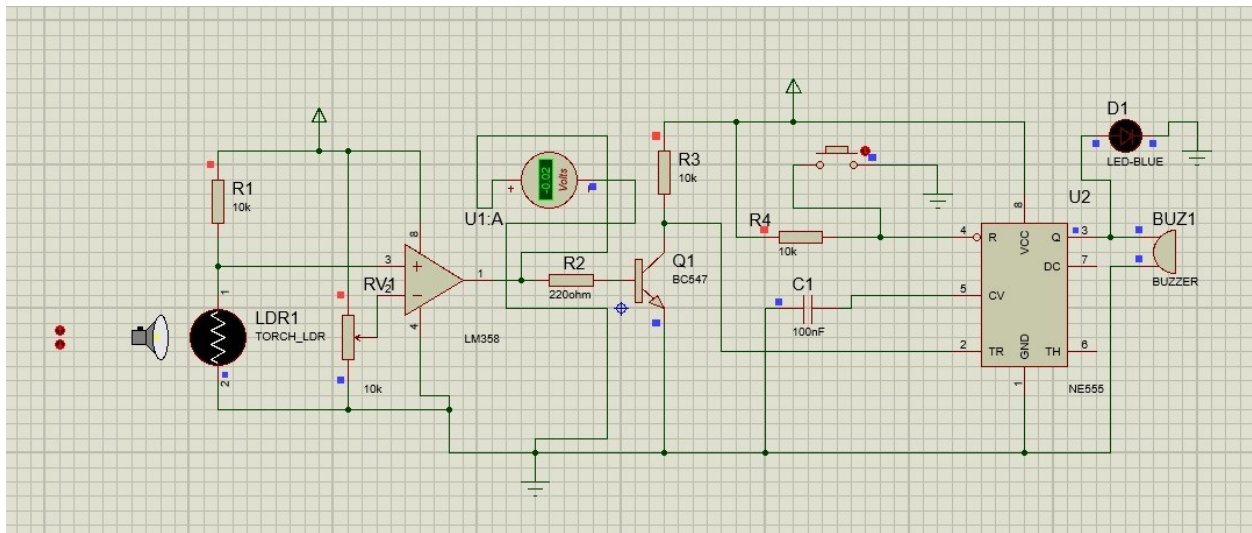 D1
LED-BLUE
R1
10k
-0.02
Volts
+
U1:A
R3
10k
R4
10k
8
U2
4
R
VCC
Q
3
BUZ1
DC
7
BUZZER
3
+
8
1
R2
220ohm
Q1
BC547
C1
100nF
5
CV
RV1
2
−
4
LM358
1
LDR1
TORCH_LDR
2
10k
2
TR
GND
TH
6
1
NE555